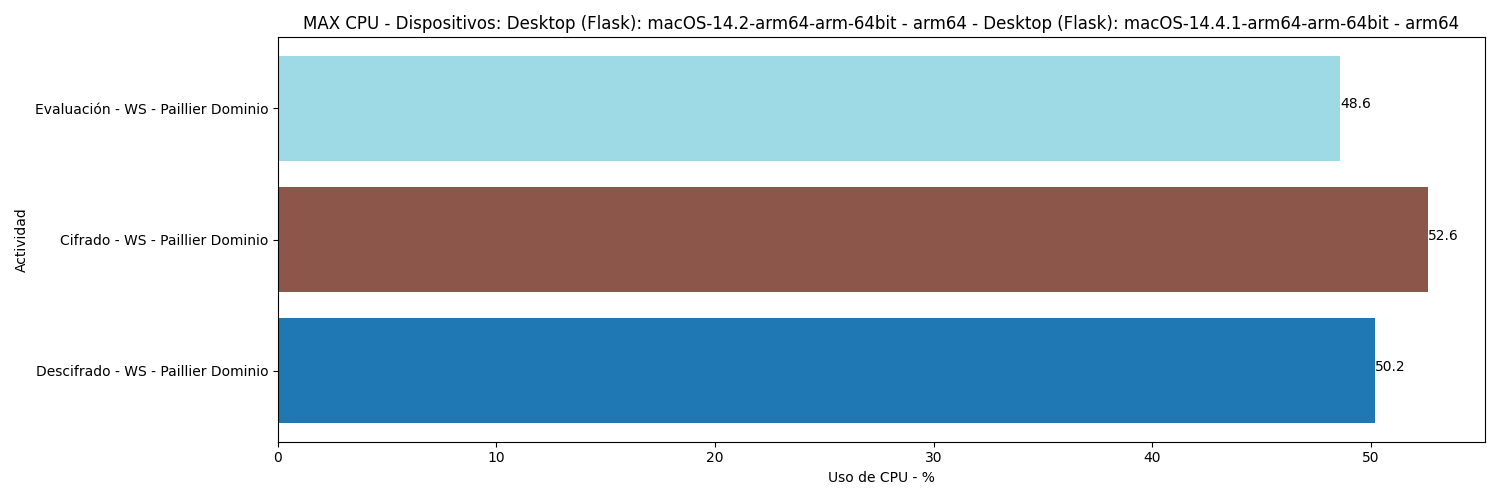 MAX CPU - Dispositivos: Desktop (Flask): macOS-14.2-arm64-arm-64bit - arm64 - Desktop (Flask): macOS-14.4.1-arm64-arm-64bit - arm64
Evaluación - WS - Paillier Dominio
48.6
Cifrado - WS - Paillier Dominio
52.6
Descifrado - WS - Paillier Dominio
50.2
Actividad
0 10 20 30 40 50
Uso de CPU - %